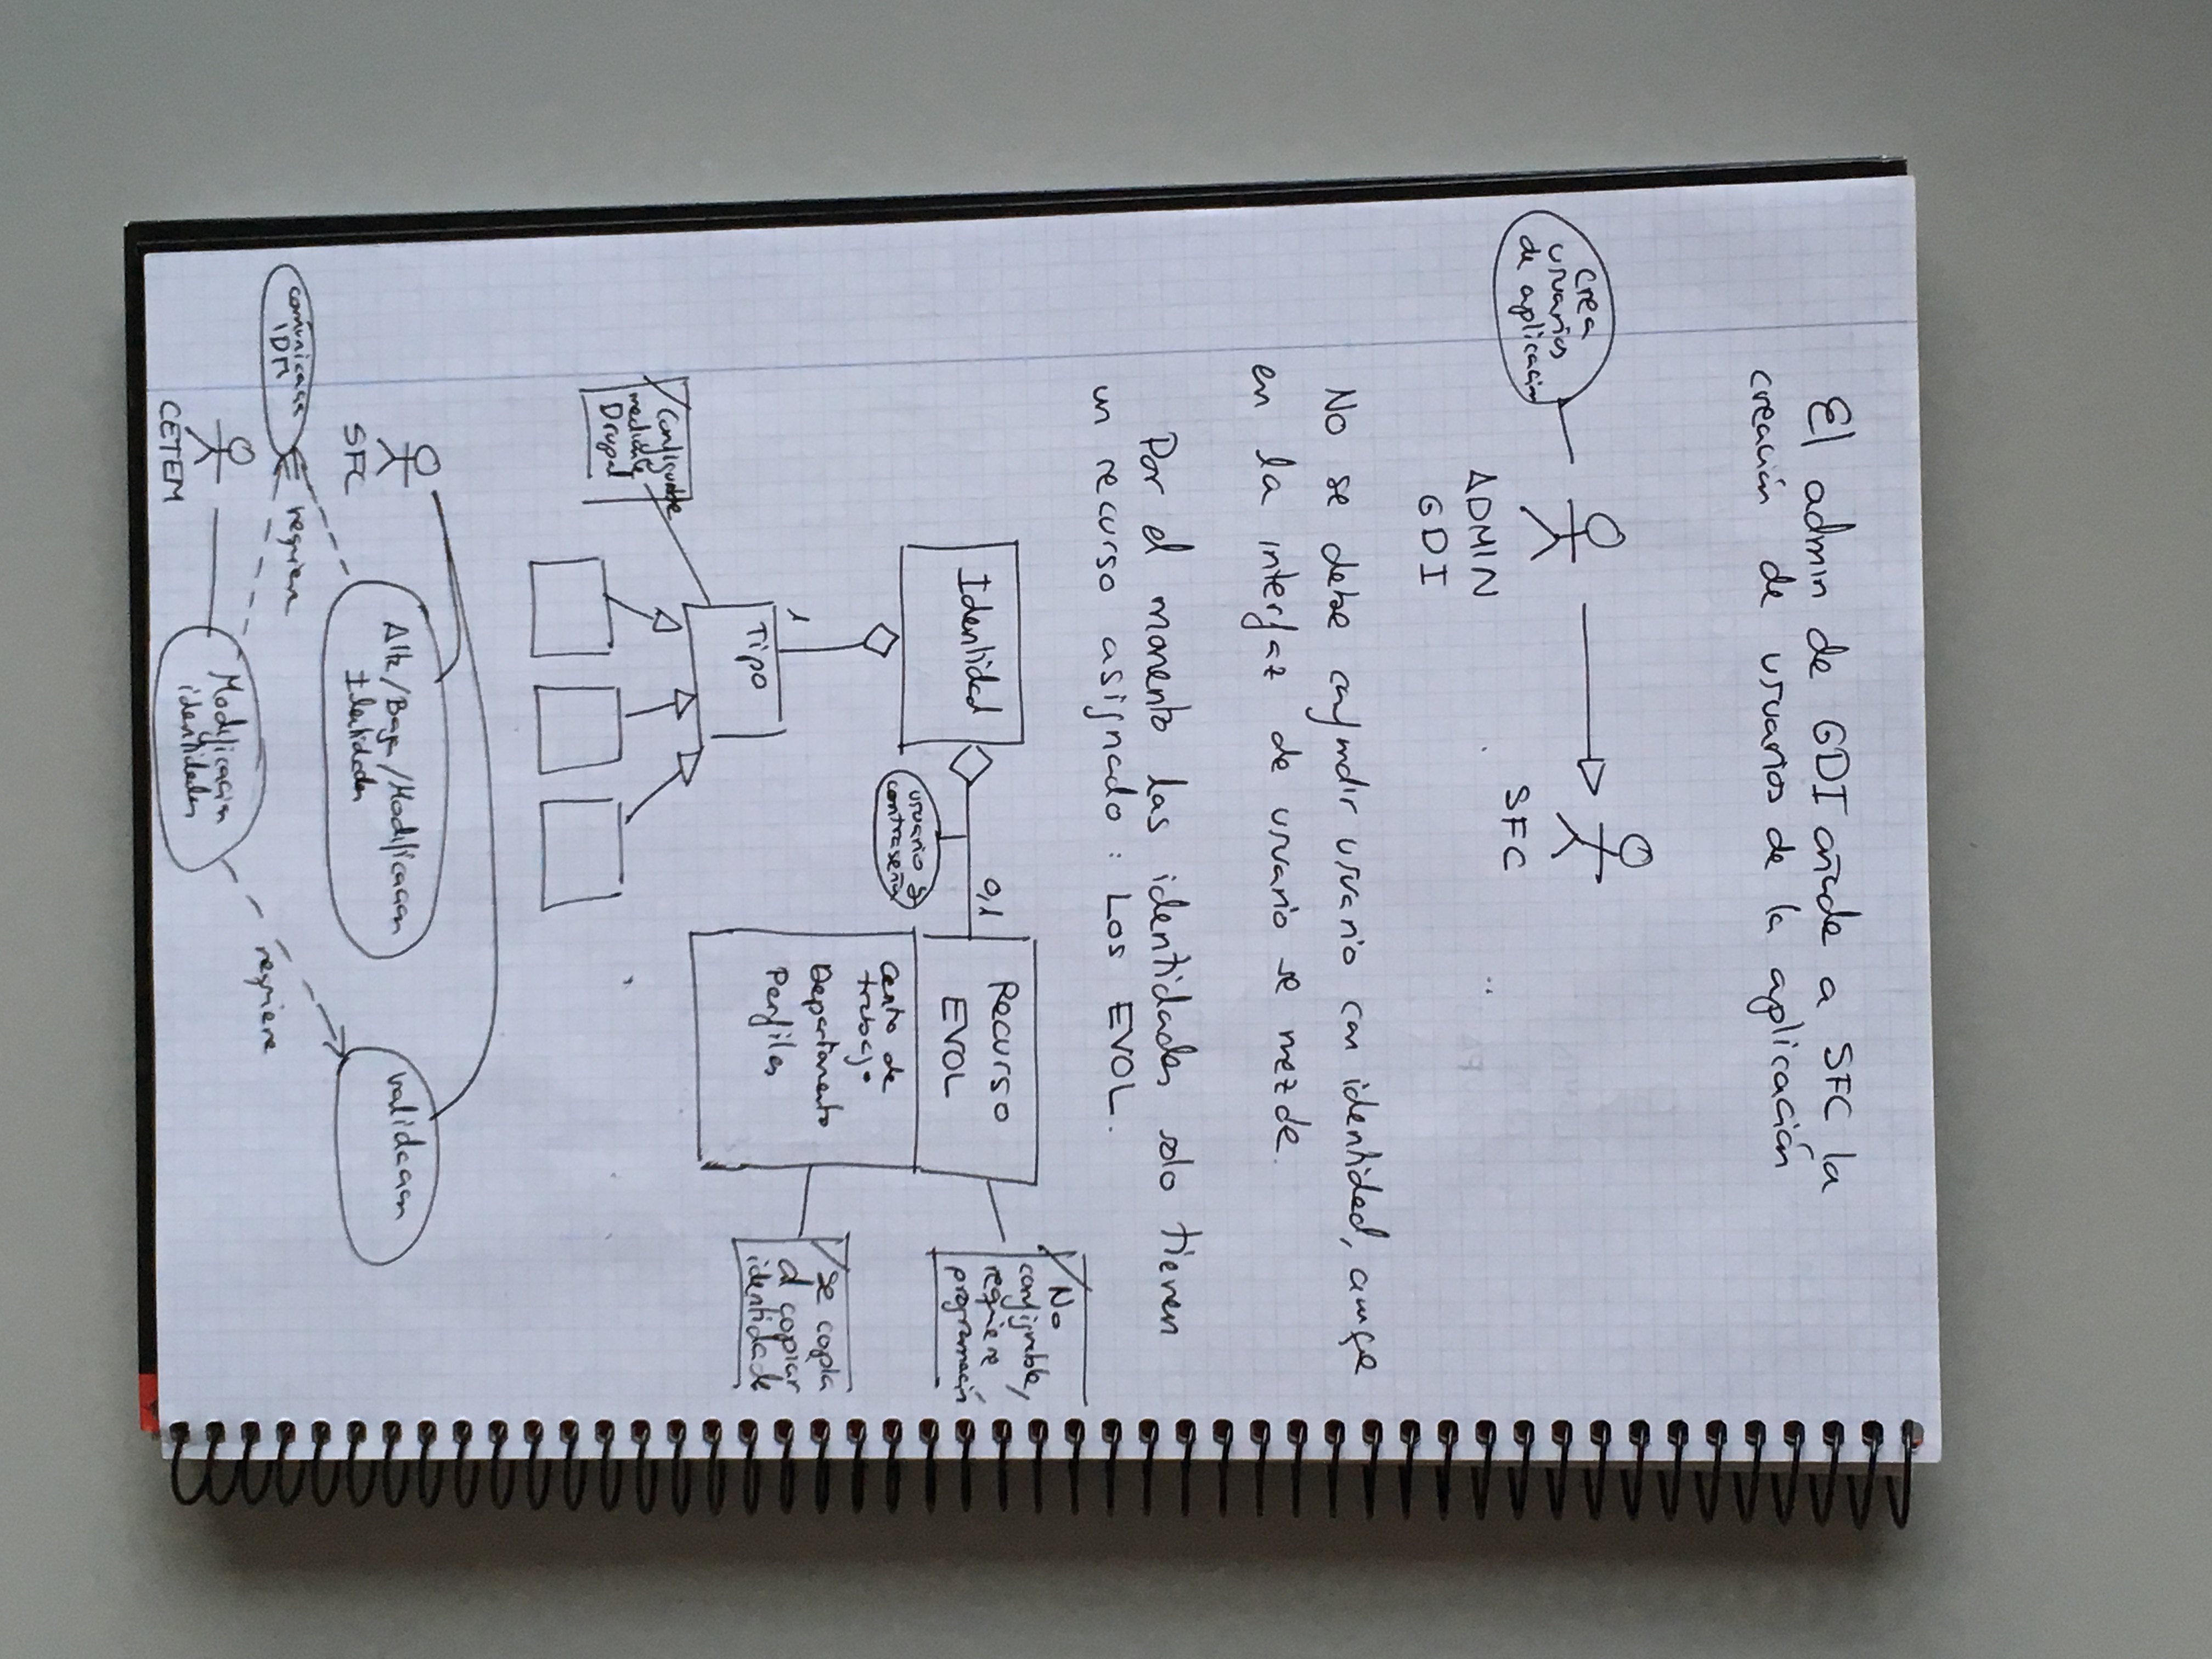 El admin de GDI añade a SFC la
creación de usuarios de la aplicación
crea
usuarios
de aplicación
ADMIN
GDI
SFC
No se debe confundir usuario con identidad, aunqe
en la interfaz de usuario se mezcle.
Por el momento las identidades solo tienen
un recurso asignado: Los EVOL.
Identidad
0,1
usuario y
contraseña
Recurso
EVOL
Centro de
trabajo
Departamento
Perfiles
No
configurable,
requiere
programación
Se copia
al copiar
identidade
1
Tipo
Configurable
mediante
Drupal
SFC
Alta/Baja/Modificación
Identidades
validación
comunicación
IDM
requiere
requiere
CETEM
Modificación
identidades